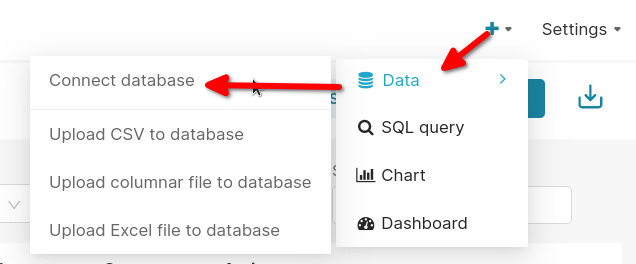 Settings
Connect database
Upload CSV to database
Upload columnar file to database
Upload Excel file to database
Data
SQL query
Chart
Dashboard